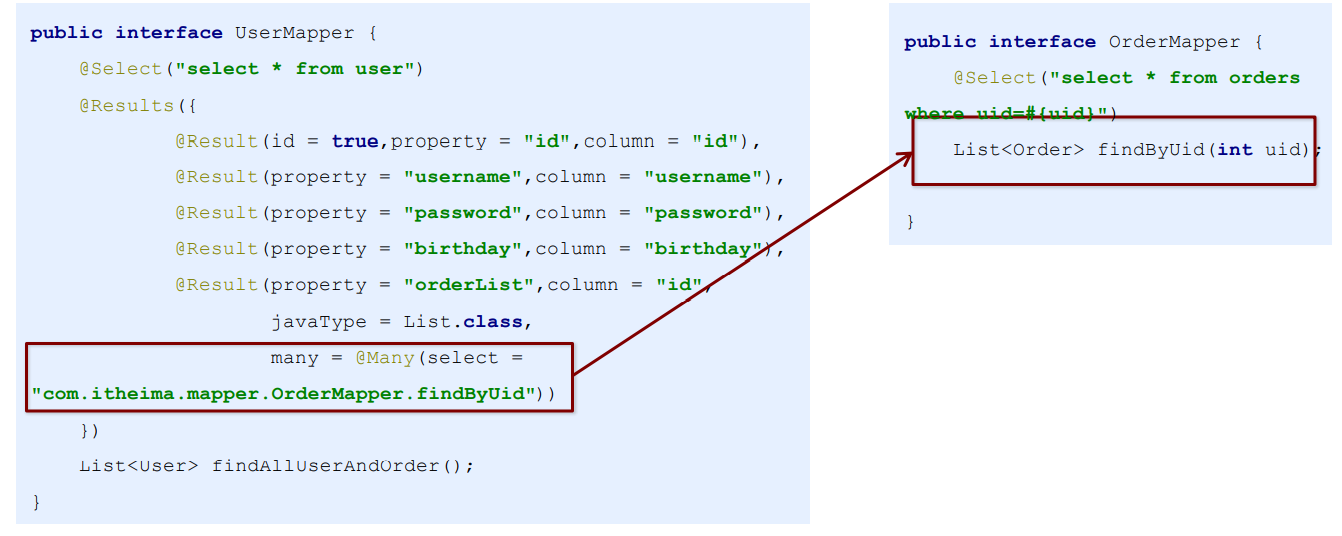 public interface UserMapper {
@Select("select * from user")
@Results({
@Result(id = true,property = "id",column = "id"),
@Result(property = "username",column = "username"),
@Result(property = "password",column = "password"),
@Result(property = "birthday",column = "birthday"),
@Result(property = "orderList",column = "id",
javaType = List.class,
many = @Many(select =
"com.itheima.mapper.OrderMapper.findByUid"))
})
List<User> findAllUserAndOrder();
}
public interface OrderMapper {
@Select("select * from orders
where uid=#{uid}")
List<Order> findByUid(int uid);
}